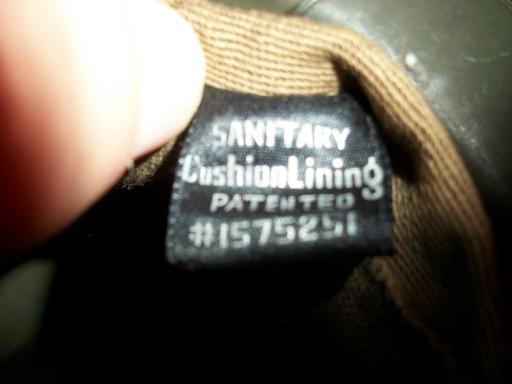 SANITARY
CushionLining
PATENTED
#1575251